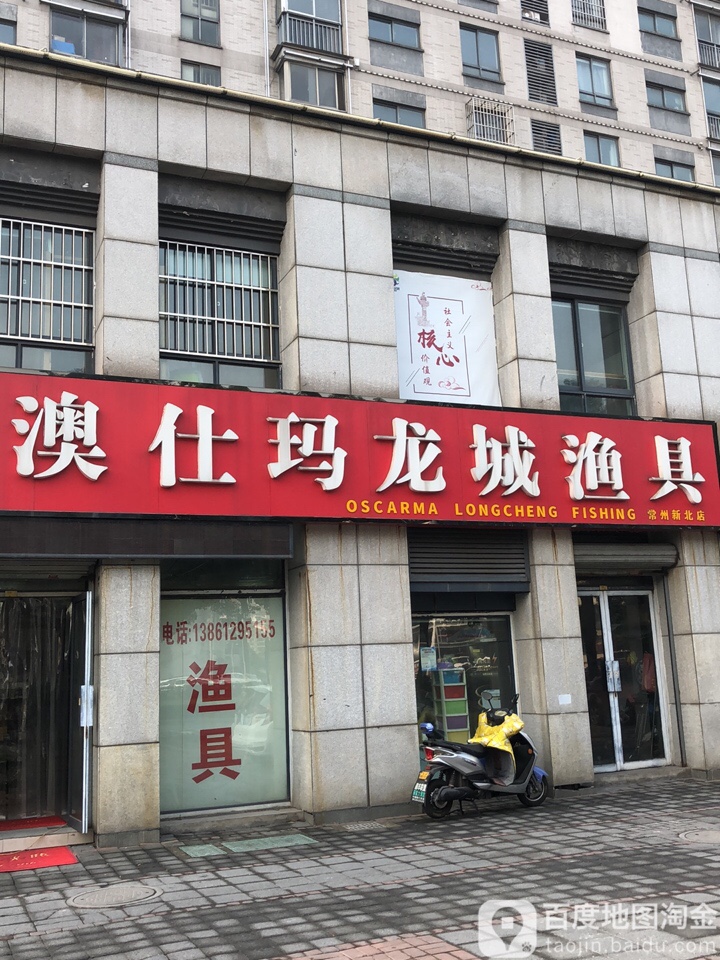 社会主义
核心
价值观
澳仕玛龙城渔具
OSCARMA LONGCHENG FISHING 常州新北店
电话:13861295155
渔
具
百度地图淘金
taojin.baidu.com